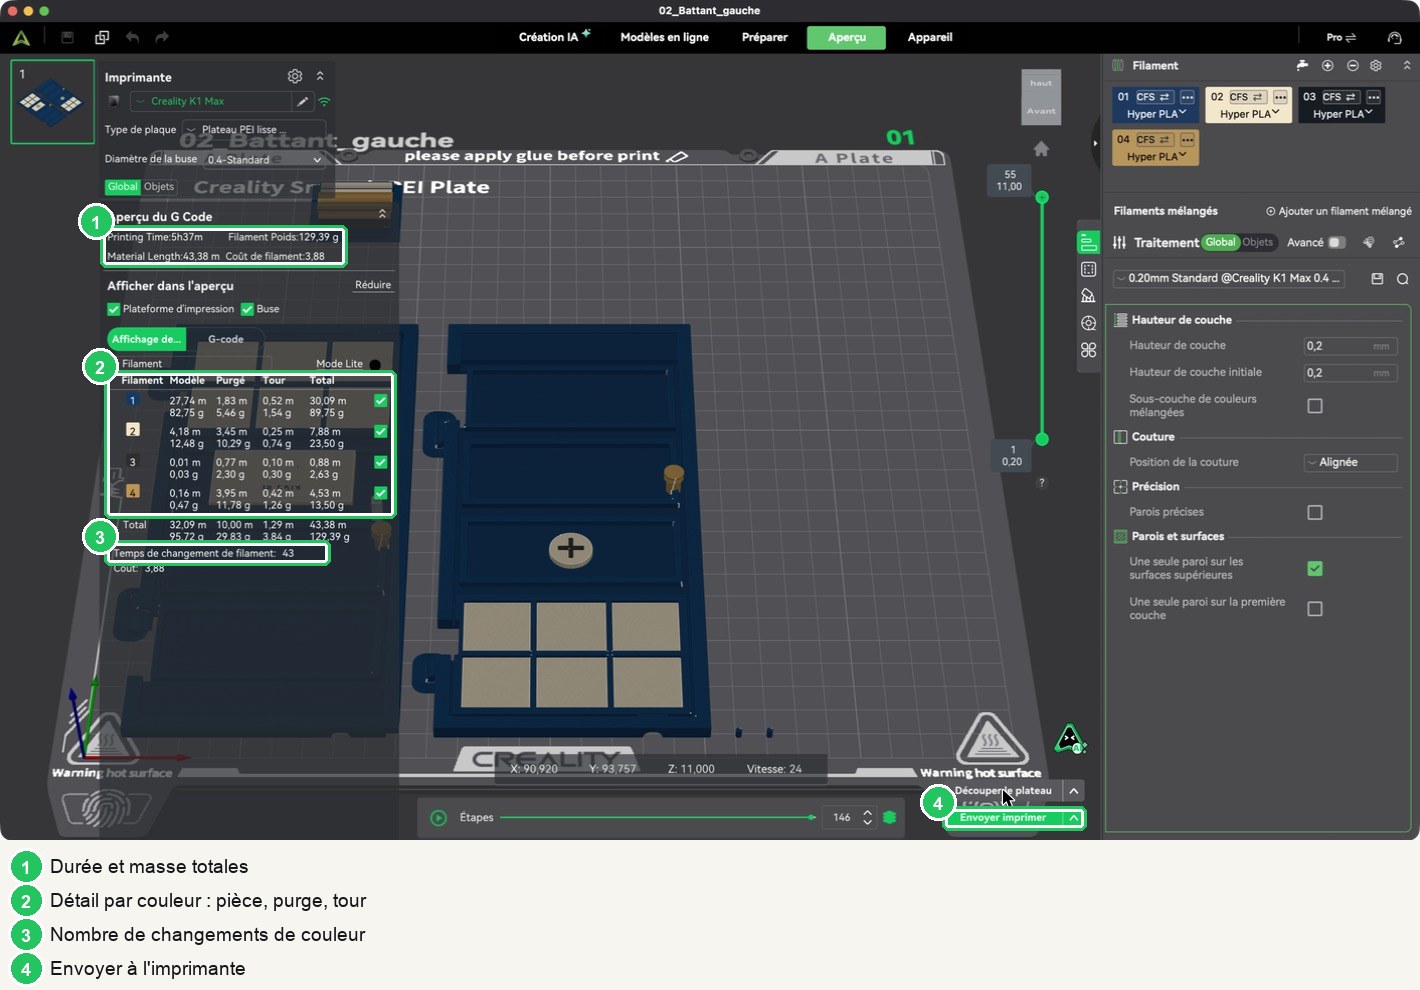 02_Battant_gauche
Création IA Modèles en ligne Préparer Aperçu Appareil Pro
1
Imprimante
Creality K1 Max
Type de plaque Plateau PEI lisse ...
Diamètre de la buse 0.4-Standard
Global Objets
02_Battant_gauche
please apply glue before print
01
A Plate
PEI Plate
haut
Avant
1
Aperçu du G Code
Printing Time:5h37m Filament Poids:129,39 g
Material Length:43,38 m Coût de filament:3,88
Afficher dans l'aperçu Réduire
Plateforme d'impression Buse
Affichage de... G-code
2
Filament Mode Lite
Filament Modèle Purgé Tour Total
1 27,74 m 1,83 m 0,52 m 30,09 m
82,75 g 5,46 g 1,54 g 89,75 g
2 4,18 m 3,45 m 0,25 m 7,88 m
12,48 g 10,29 g 0,74 g 23,50 g
3 0,01 m 0,77 m 0,10 m 0,88 m
0,03 g 2,30 g 0,30 g 2,63 g
4 0,16 m 3,95 m 0,42 m 4,53 m
0,47 g 11,78 g 1,26 g 13,50 g
3
Total 32,09 m 10,00 m 1,29 m 43,38 m
95,72 g 29,83 g 3,84 g 129,39 g
Temps de changement de filament: 43
Coût: 3,88
55
11,00
1
0,20
?
CREALITY
Warning hot surface
Warning hot surface
X: 90,920 Y: 93,757 Z: 11,000 Vitesse: 24
Étapes 146
Découper le plateau
4
Envoyer imprimer
Filament
01 CFS Hyper PLA
02 CFS Hyper PLA
03 CFS Hyper PLA
04 CFS Hyper PLA
Filaments mélangés Ajouter un filament mélangé
Traitement Global Objets Avancé
0.20mm Standard @Creality K1 Max 0.4 ...
Hauteur de couche
Hauteur de couche 0,2 mm
Hauteur de couche initiale 0,2 mm
Sous-couche de couleurs
mélangées
Couture
Position de la couture Alignée
Précision
Parois précises
Parois et surfaces
Une seule paroi sur les
surfaces supérieures
Une seule paroi sur la première
couche
1 Durée et masse totales
2 Détail par couleur : pièce, purge, tour
3 Nombre de changements de couleur
4 Envoyer à l'imprimante